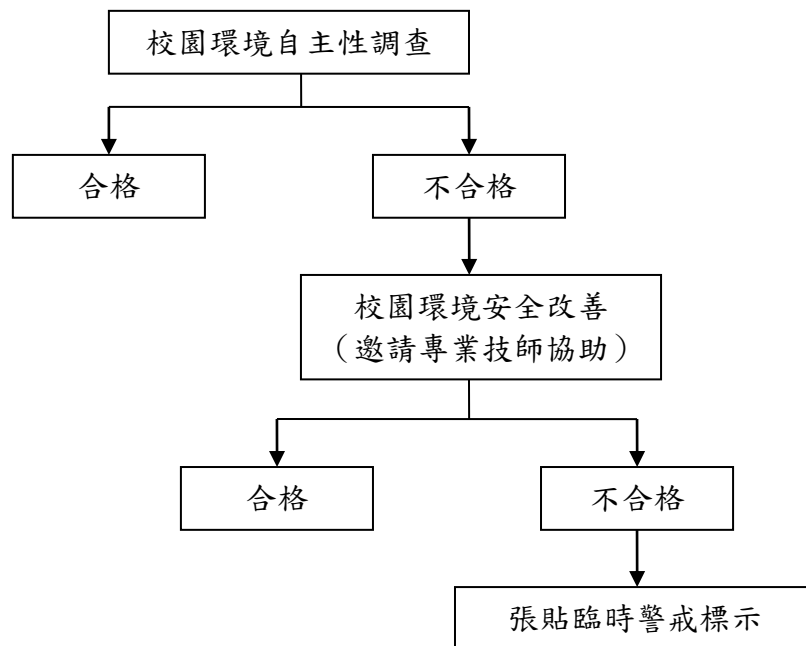 校園環境自主性調查
合格
不合格
校園環境安全改善
（邀請專業技師協助）
合格
不合格
張貼臨時警戒標示